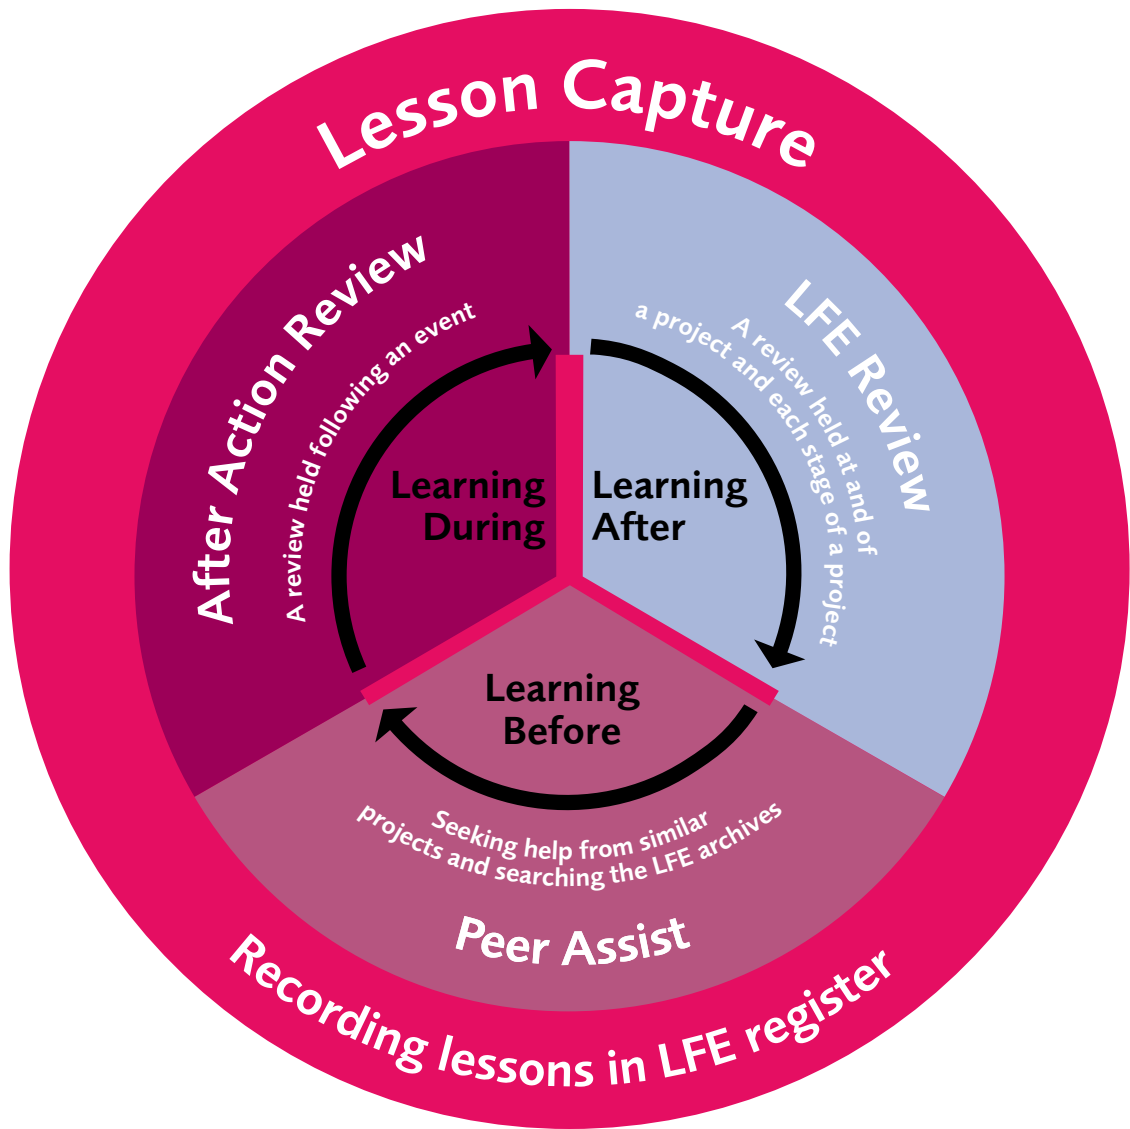 Lesson Capture
After Action Review
A review held following an event
Learning
During
LFE Review
A review held at and of
a project and each stage of a project
Learning
After
Learning
Before
Seeking help from similar
projects and searching the LFE archives
Peer Assist
Recording lessons in LFE register